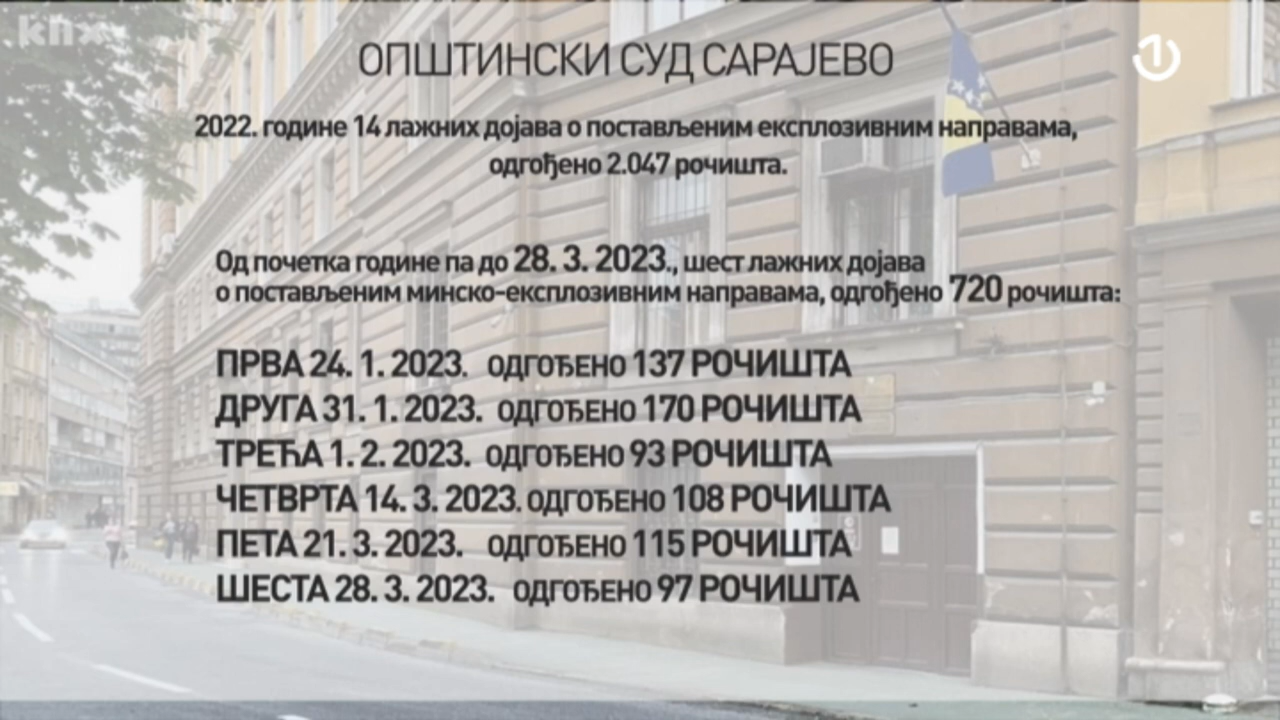 кпх
ОПШТИНСКИ СУД САРАЈЕВО
1
2022. године 14 лажних дојава о постављеним експлозивним направама,
одгођено 2.047 рочишта.
Од почетка године па до 28. 3. 2023., шест лажних дојава
о постављеним минско-експлозивним направама, одгођено 720 рочишта:
ПРВА 24. 1. 2023. ОДГОЂЕНО 137 РОЧИШТА
ДРУГА 31. 1. 2023. ОДГОЂЕНО 170 РОЧИШТА
ТРЕЋА 1. 2. 2023. ОДГОЂЕНО 93 РОЧИШТА
ЧЕТВРТА 14. 3. 2023. ОДГОЂЕНО 108 РОЧИШТА
ПЕТА 21. 3. 2023. ОДГОЂЕНО 115 РОЧИШТА
ШЕСТА 28. 3. 2023. ОДГОЂЕНО 97 РОЧИШТА